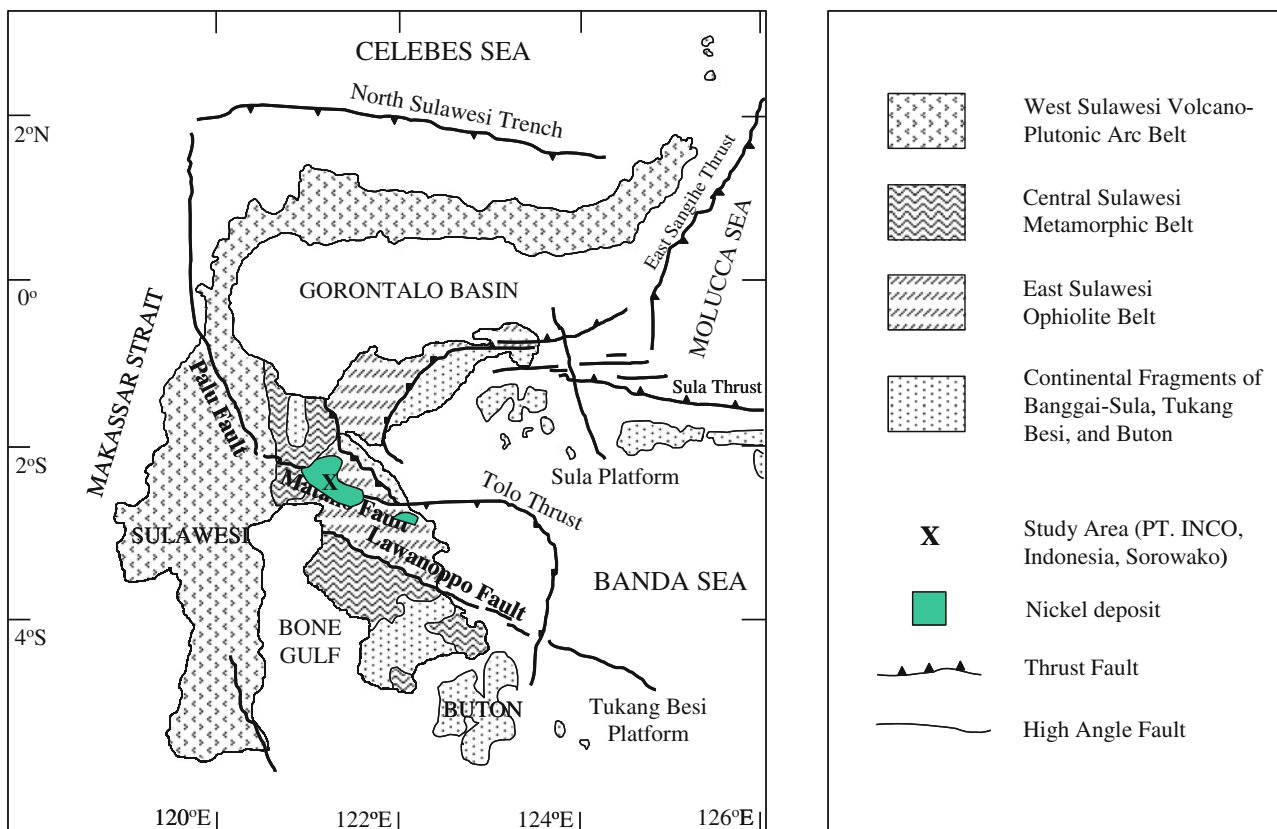 CELEBES SEA
North Sulawesi Trench
2ºN
East Sangihe Thrust
MOLUCCA SEA
0º
GORONTALO BASIN
MAKASSAR STRAIT
Palu Fault
Sula Thrust
2ºS
Sula Platform
X
Matano Fault
Tolo Thrust
SULAWESI
Lawanoppo Fault
BANDA SEA
4ºS
BONE
GULF
BUTON
Tukang Besi
Platform
120ºE
122ºE
124ºE
126ºE
West Sulawesi Volcano-
Plutonic Arc Belt
Central Sulawesi
Metamorphic Belt
East Sulawesi
Ophiolite Belt
Continental Fragments of
Banggai-Sula, Tukang
Besi, and Buton
X
Study Area (PT. INCO,
Indonesia, Sorowako)
Nickel deposit
Thrust Fault
High Angle Fault